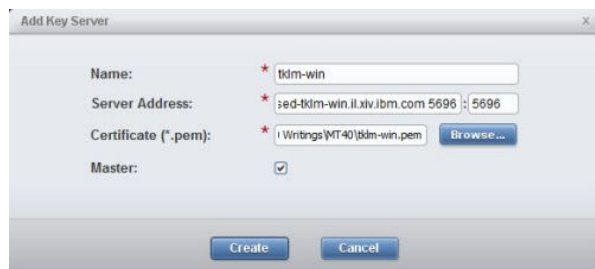 Add Key Server X
Name: * tklm-win
Server Address: * sed-tklm-win.il.xiv.ibm.com 5696 : 5696
Certificate (*.pem): * Writings\MT40\tklm-win.pem Browse...
Master:
Create Cancel